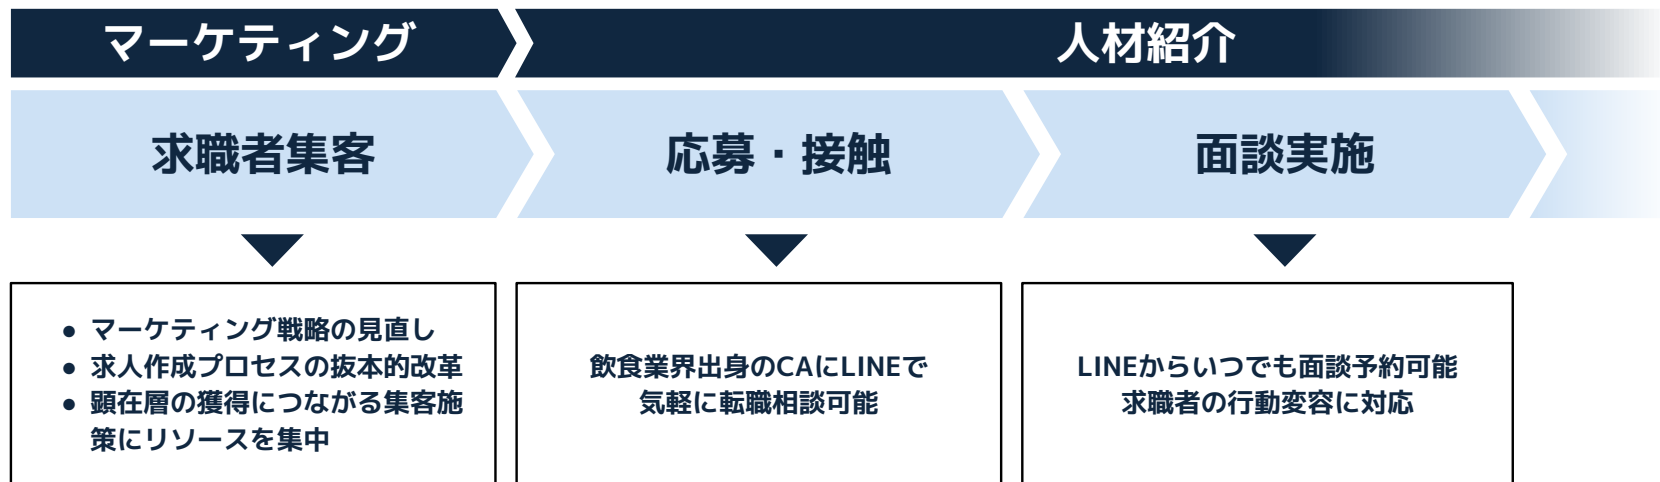 マーケティング
人材紹介
求職者集客
応募・接触
面談実施
● マーケティング戦略の見直し
● 求人作成プロセスの抜本的改革
● 顕在層の獲得につながる集客施
策にリソースを集中
飲食業界出身のCAにLINEで
気軽に転職相談可能
LINEからいつでも面談予約可能
求職者の行動変容に対応